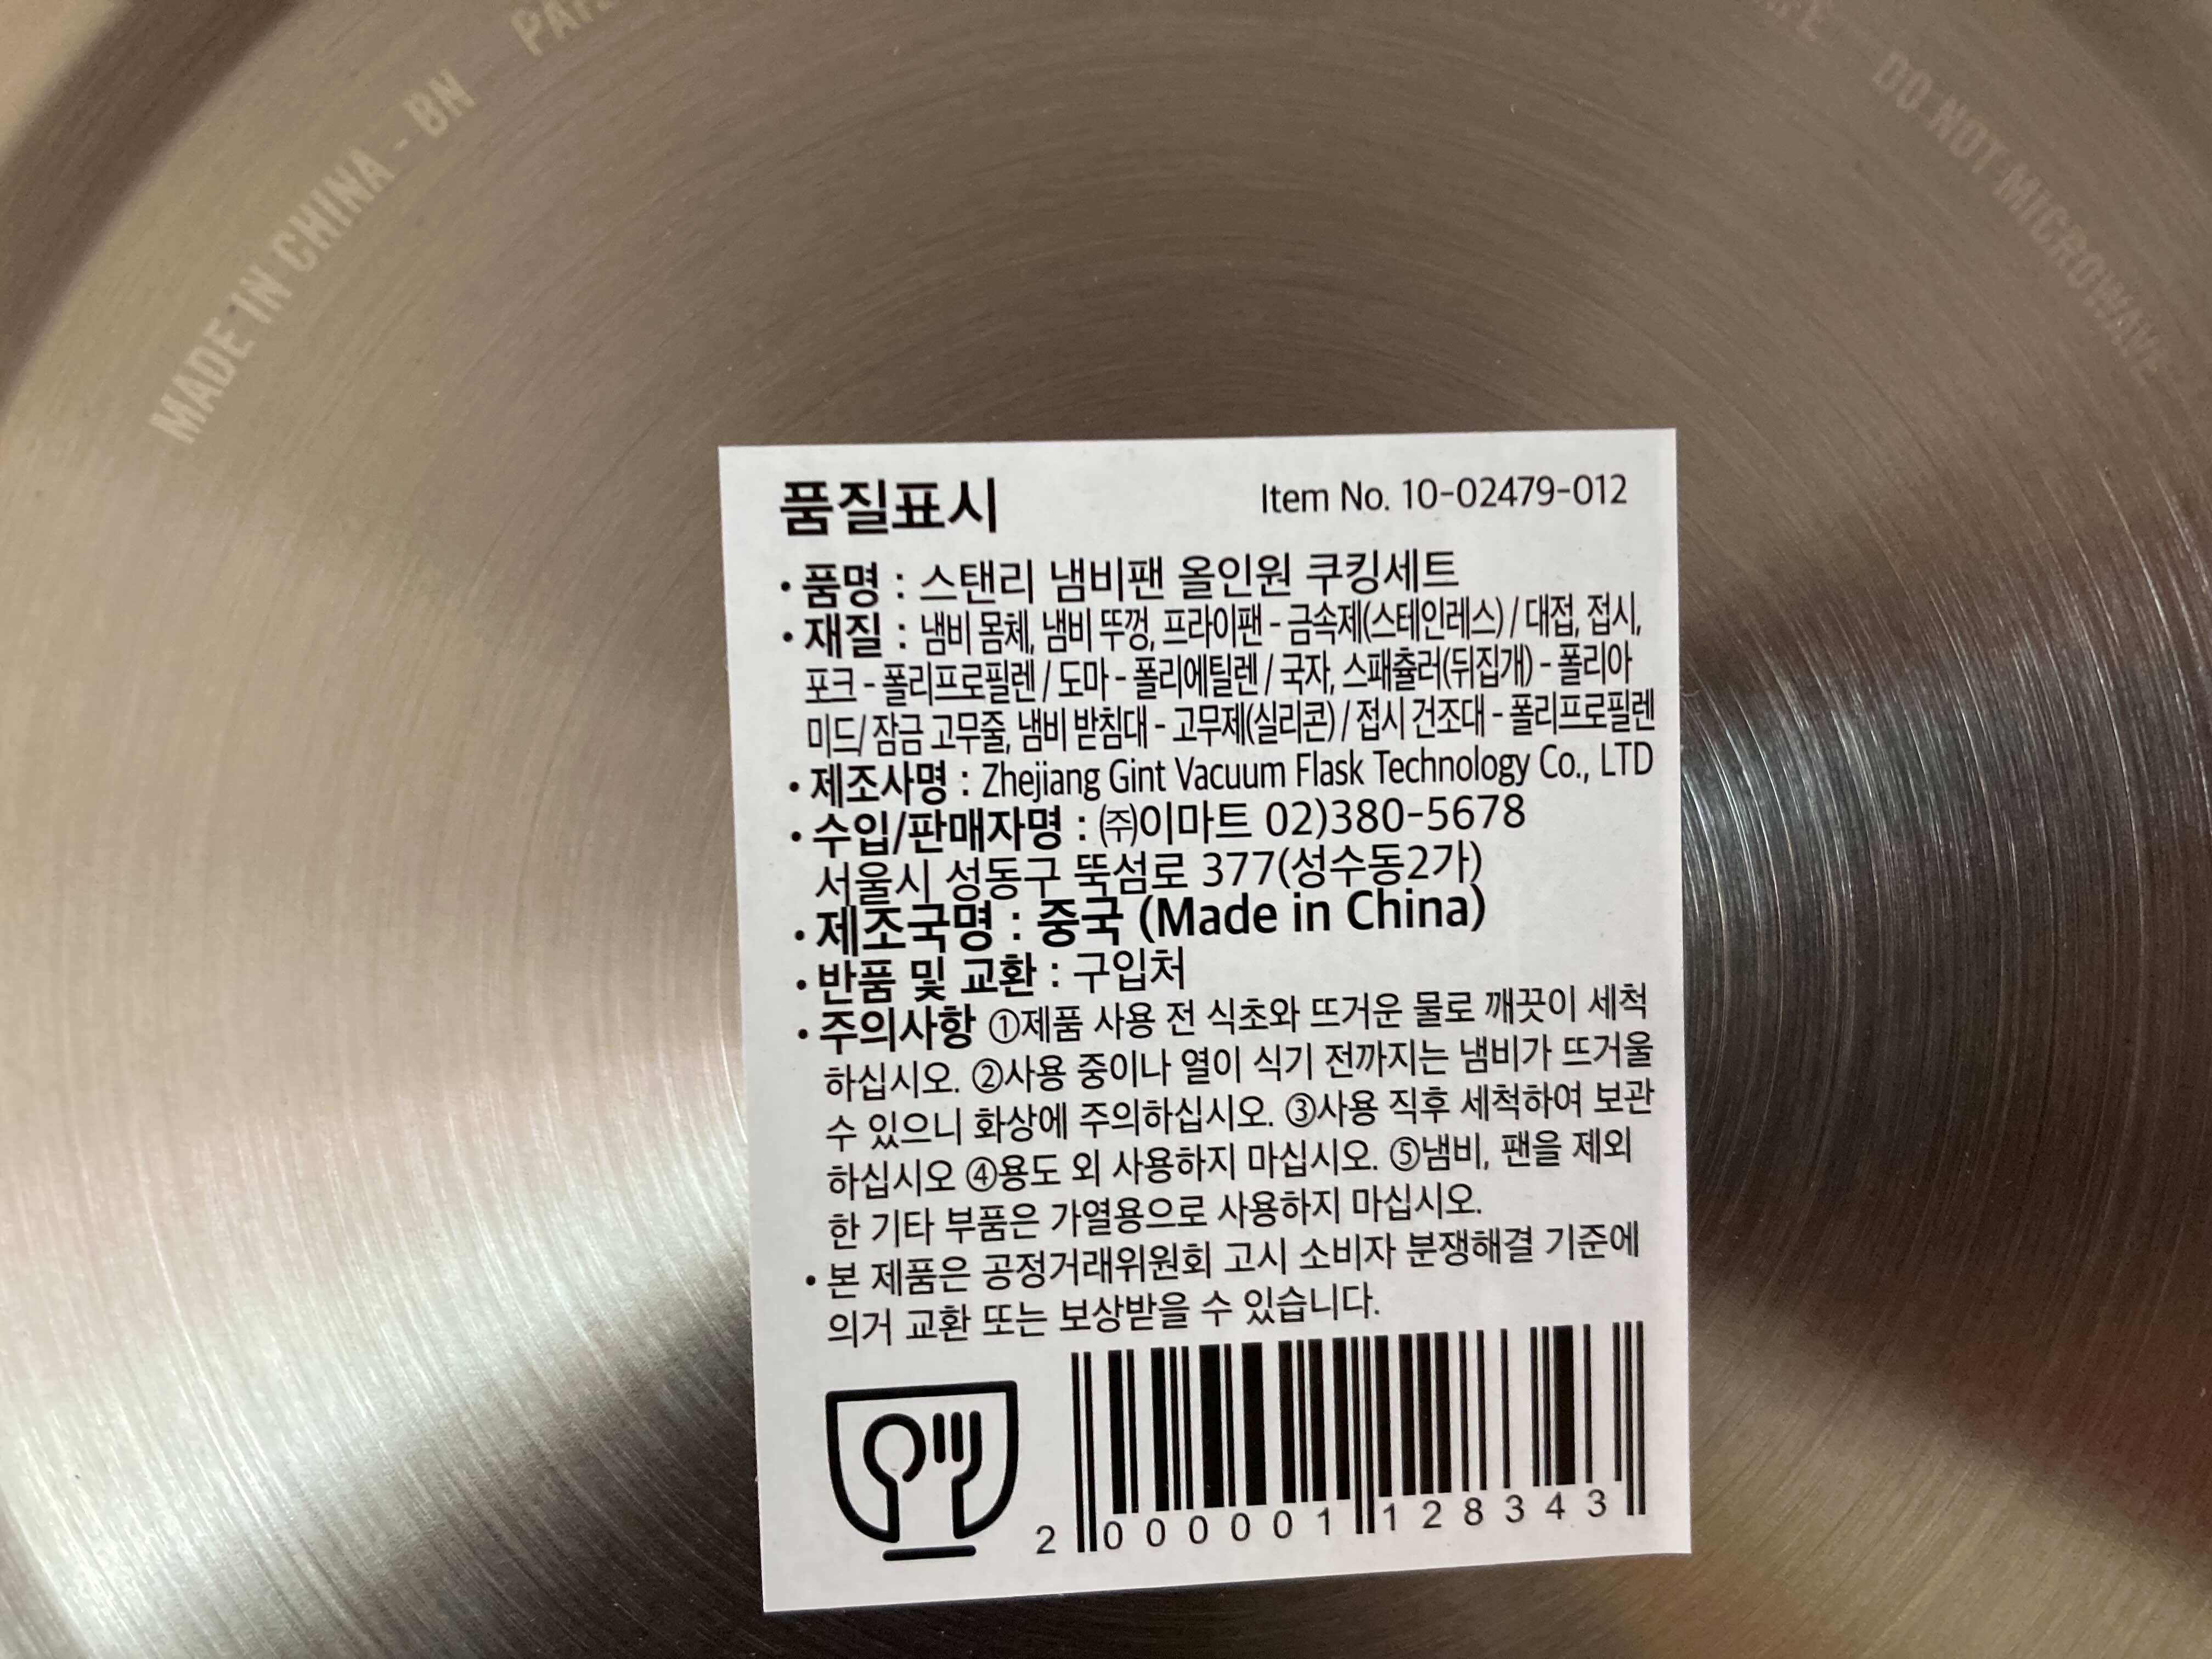 MADE IN CHINA - BN
DO NOT MICROWAVE
품질표시
Item No. 10-02479-012
• 품명 : 스탠리 냄비팬 올인원 쿠킹세트
• 재질 : 냄비 몸체, 냄비 뚜껑, 프라이팬 - 금속제(스테인레스) / 대접, 접시,
포크 - 폴리프로필렌 / 도마 - 폴리에틸렌 / 국자, 스패츌러(뒤집개) - 폴리아
미드/ 잠금 고무줄, 냄비 받침대 - 고무제(실리콘) / 접시 건조대 - 폴리프로필렌
• 제조사명 : Zhejiang Gint Vacuum Flask Technology Co., LTD
• 수입/판매자명 : ㈜이마트 02)380-5678
서울시 성동구 뚝섬로 377(성수동2가)
• 제조국명 : 중국 (Made in China)
• 반품 및 교환 : 구입처
• 주의사항 ①제품 사용 전 식초와 뜨거운 물로 깨끗이 세척
하십시오. ②사용 중이나 열이 식기 전까지는 냄비가 뜨거울
수 있으니 화상에 주의하십시오. ③사용 직후 세척하여 보관
하십시오 ④용도 외 사용하지 마십시오. ⑤냄비, 팬을 제외
한 기타 부품은 가열용으로 사용하지 마십시오.
• 본 제품은 공정거래위원회 고시 소비자 분쟁해결 기준에
의거 교환 또는 보상받을 수 있습니다.
2 000001 128343